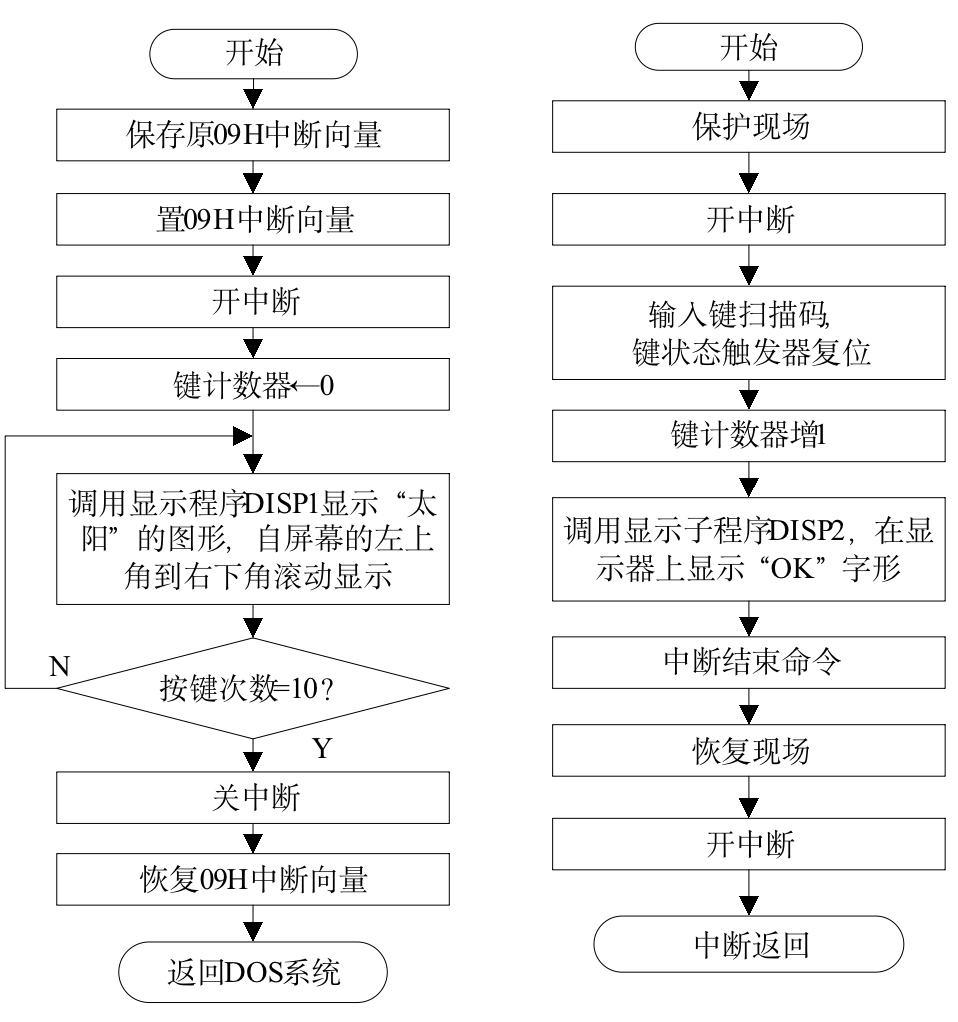 开始
保存原09H中断向量
置09H中断向量
开中断
键计数器←0
调用显示程序DISP1显示“太
阳”的图形，自屏幕的左上
角到右下角滚动显示
N
按键次数=10?
Y
关中断
恢复09H中断向量
返回DOS系统
开始
保护现场
开中断
输入键扫描码,
键状态触发器复位
键计数器增1
调用显示子程序DISP2，在显
示器上显示“OK”字形
中断结束命令
恢复现场
开中断
中断返回